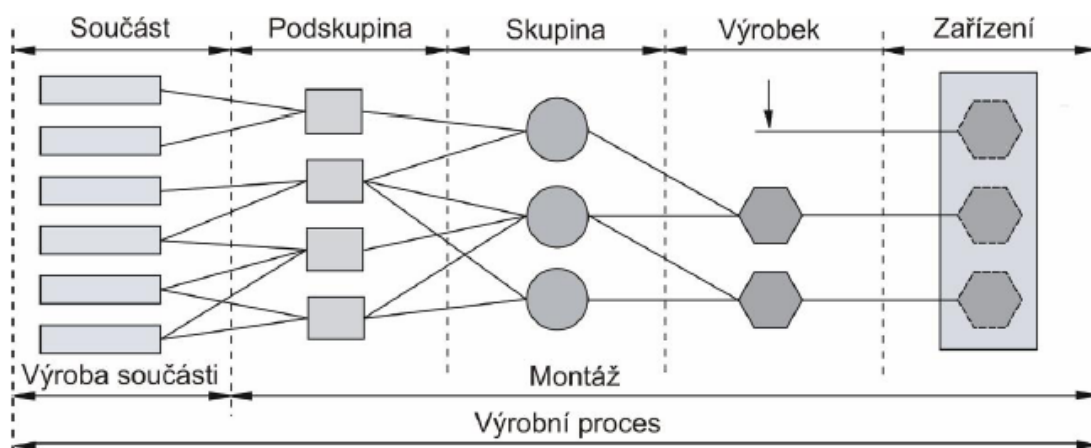 Součást Podskupina Skupina Výrobek Zařízení
Výroba součásti Montáž
Výrobní proces